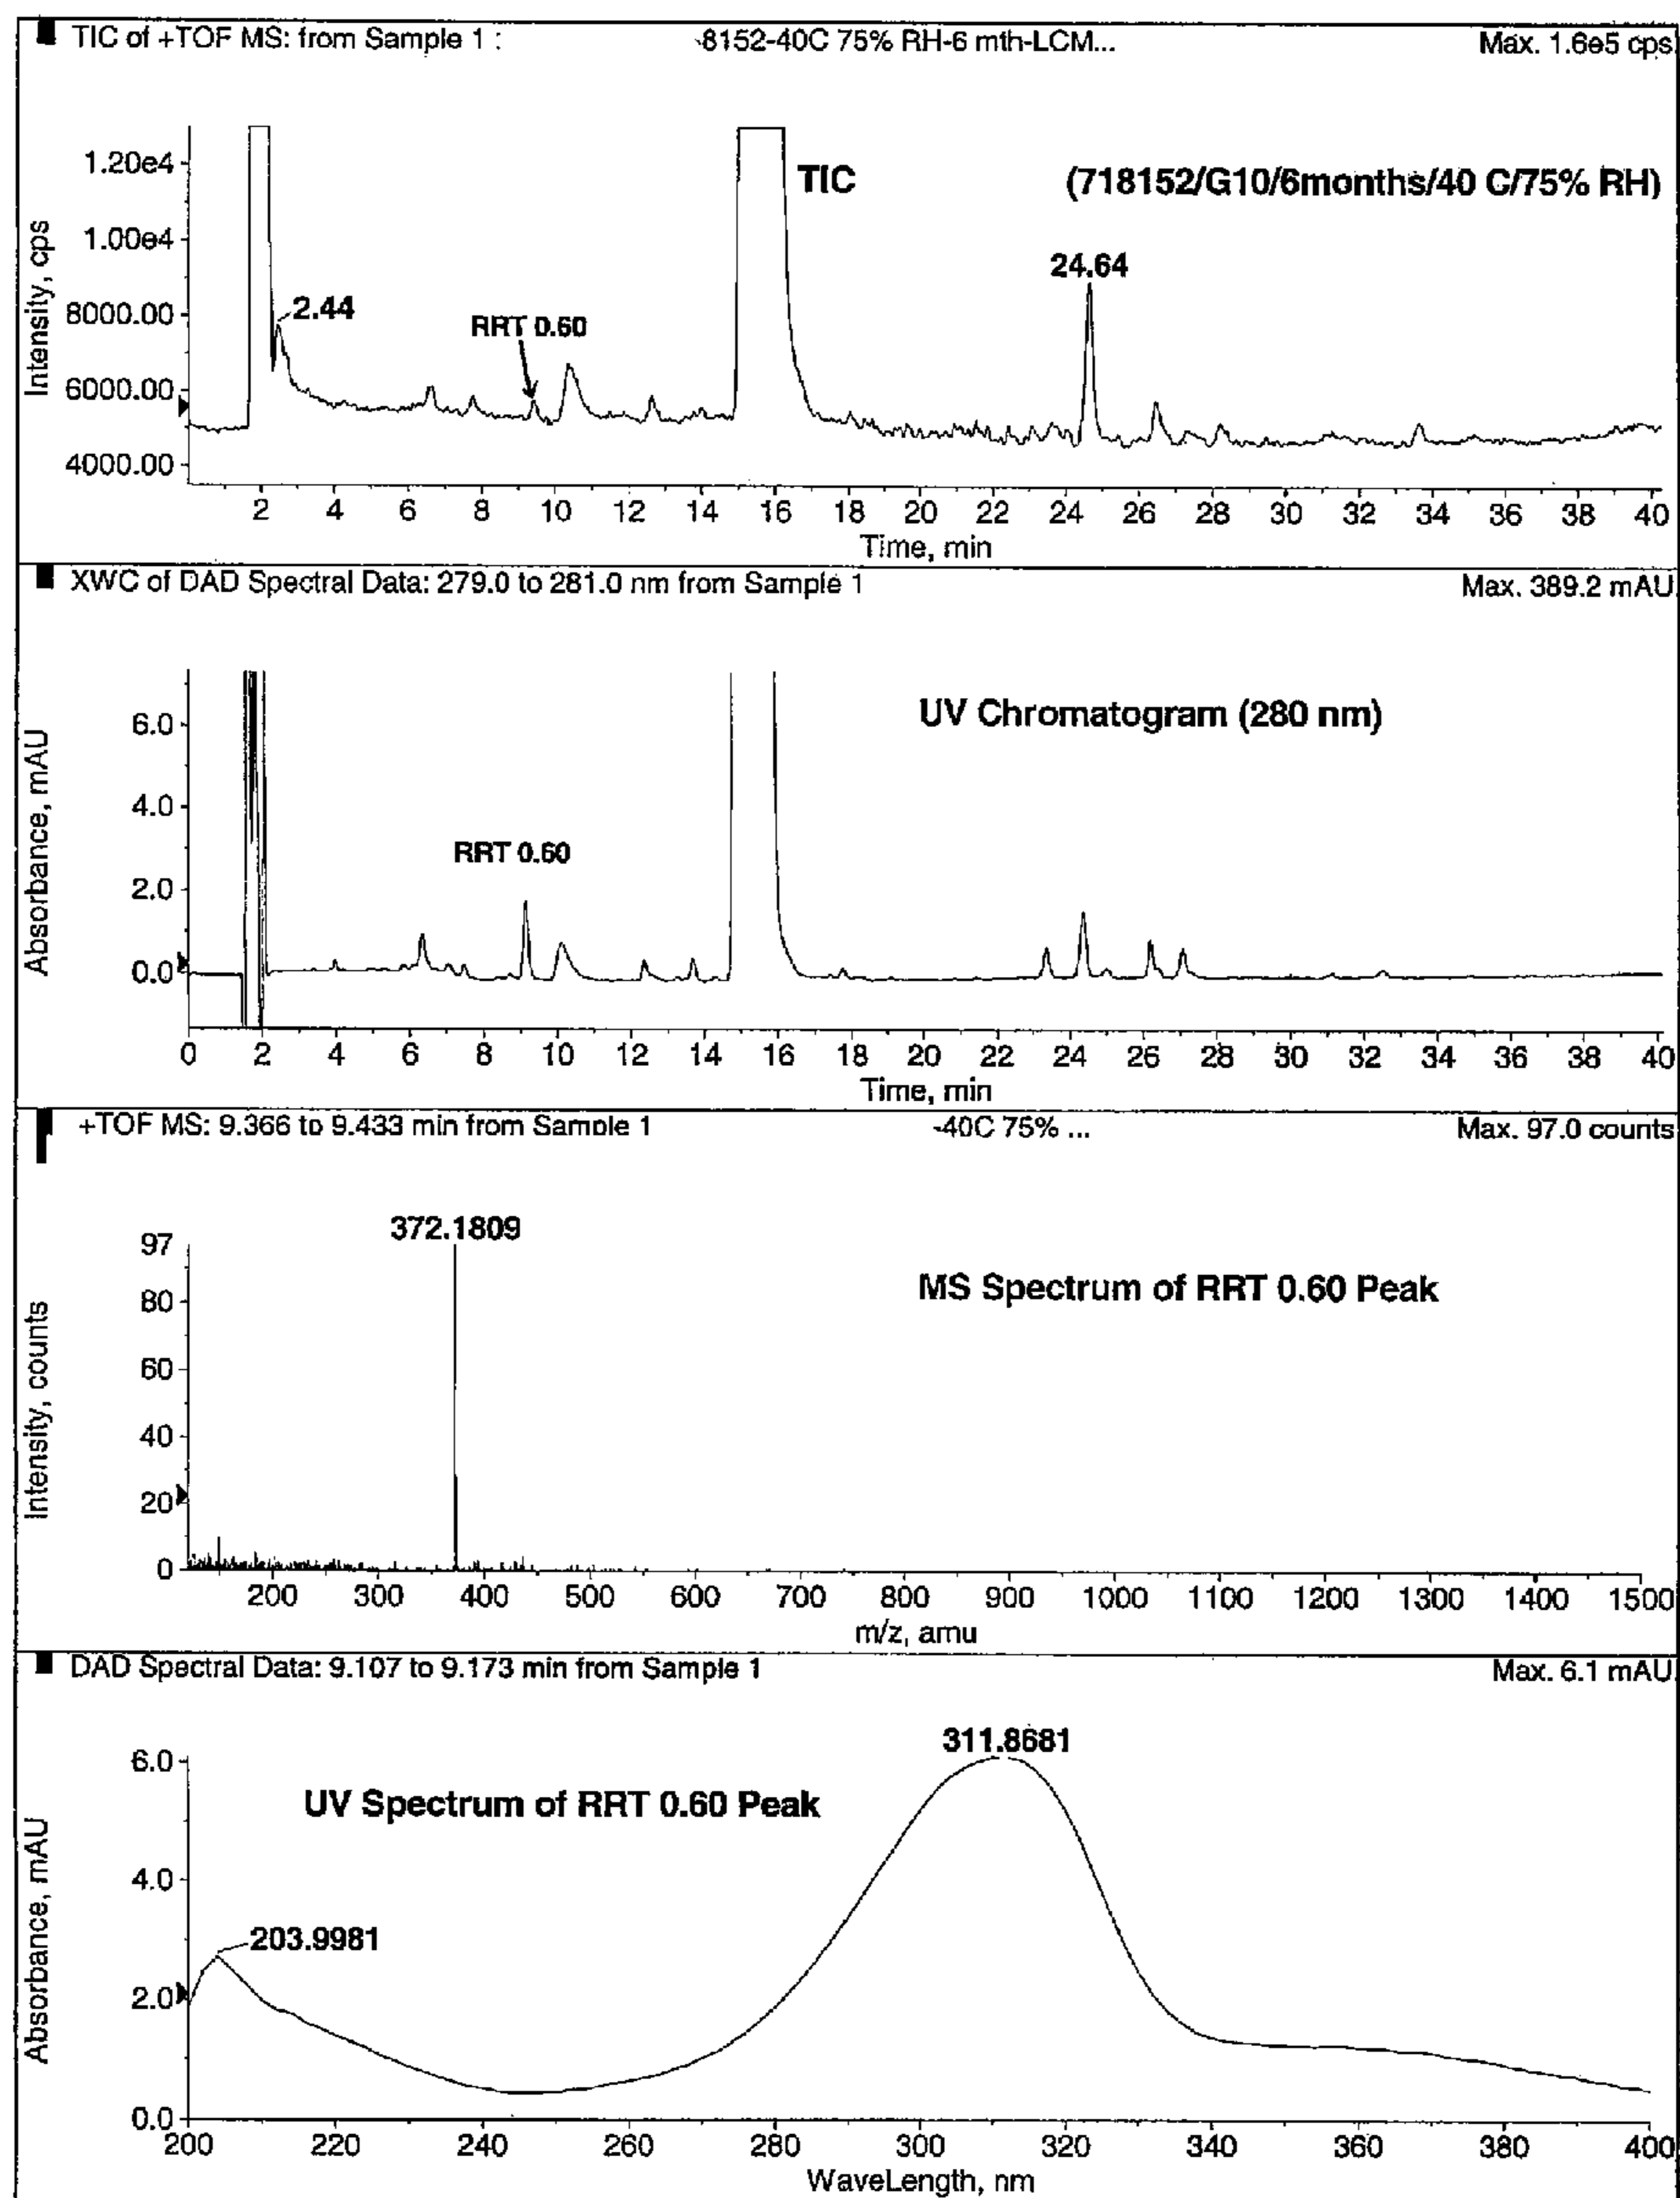 TIC of +TOF MS: from Sample 1 : -8152-40C 75% RH-6 mth-LCM... Max. 1.6e5 cps
TIC
(718152/G10/6months/40 C/75% RH)
Intensity, cps
1.20e4
1.00e4
8000.00
6000.00
4000.00
2.44
RRT 0.60
24.64
2 4 6 8 10 12 14 16 18 20 22 24 26 28 30 32 34 36 38 40
Time, min
XWC of DAD Spectral Data: 279.0 to 281.0 nm from Sample 1 Max. 389.2 mAU
UV Chromatogram (280 nm)
Absorbance, mAU
6.0
4.0
2.0
0.0
RRT 0.60
0 2 4 6 8 10 12 14 16 18 20 22 24 26 28 30 32 34 36 38 40
Time, min
+TOF MS: 9.366 to 9.433 min from Sample 1 -40C 75% ... Max. 97.0 counts
372.1809
MS Spectrum of RRT 0.60 Peak
Intensity, counts
97
80
60
40
20
0
200 300 400 500 600 700 800 900 1000 1100 1200 1300 1400 1500
m/z, amu
DAD Spectral Data: 9.107 to 9.173 min from Sample 1 Max. 6.1 mAU
311.8681
UV Spectrum of RRT 0.60 Peak
203.9981
Absorbance, mAU
6.0
4.0
2.0
0.0
200 220 240 260 280 300 320 340 360 380 400
WaveLength, nm